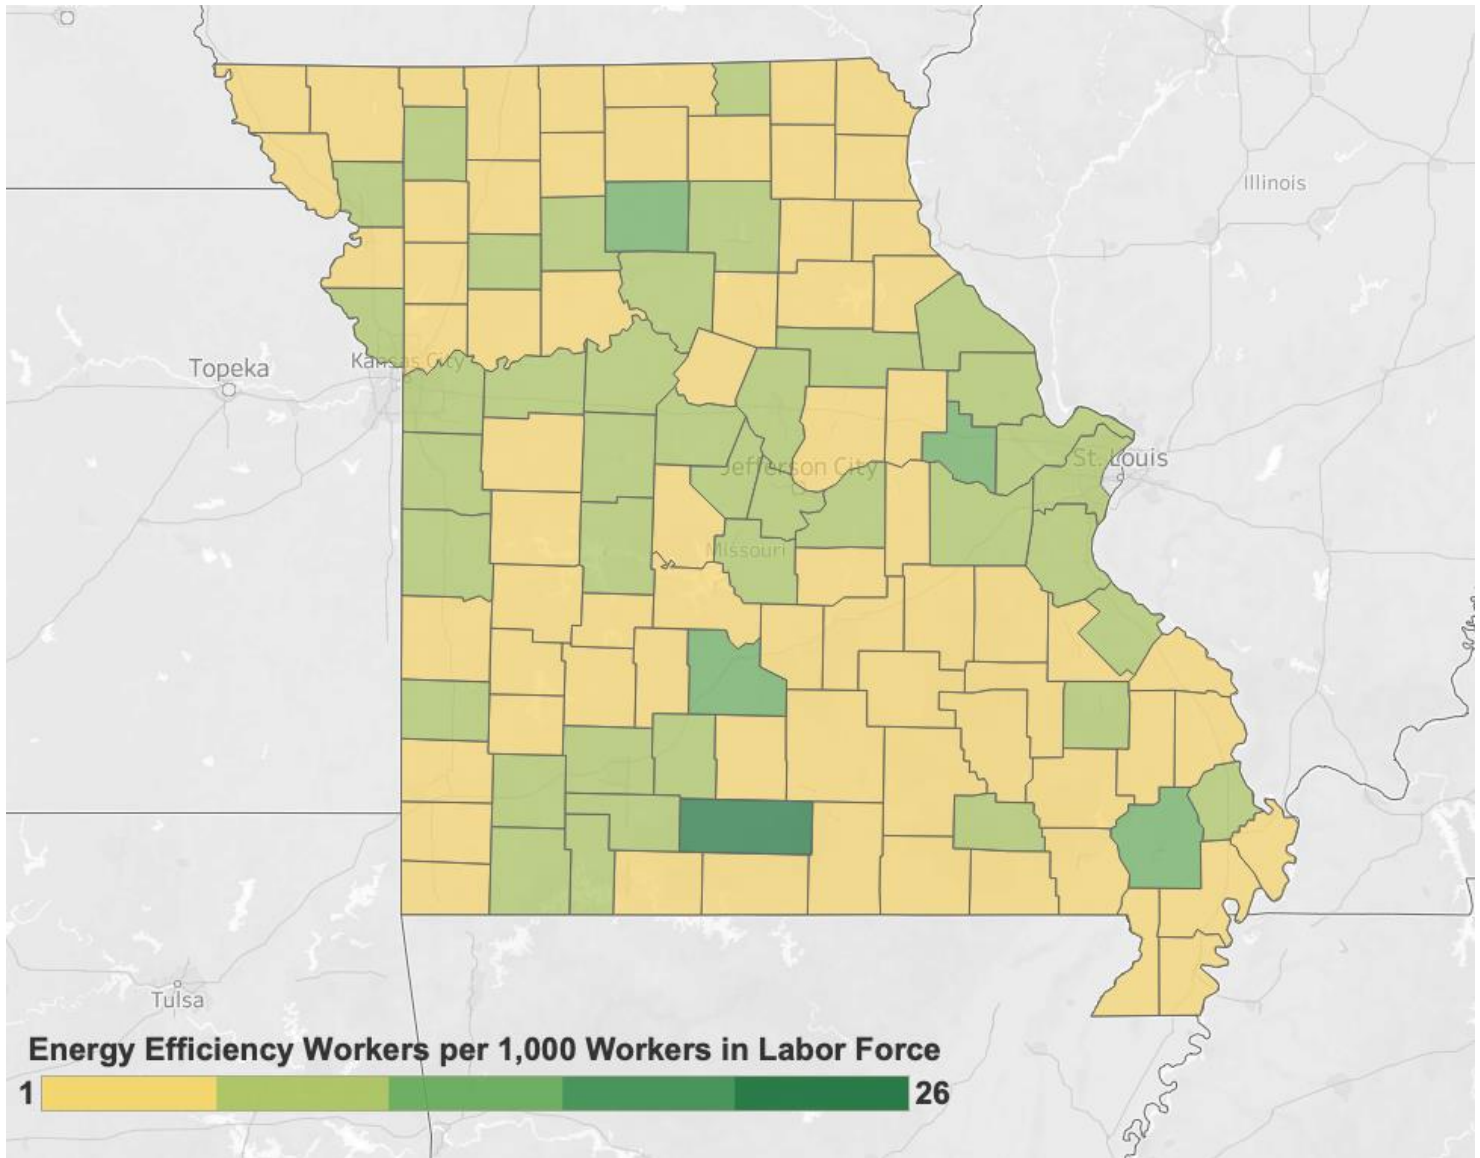 Illinois
Topeka
Kansas City
Jefferson City
St. Louis
Missouri
Tulsa
Energy Efficiency Workers per 1,000 Workers in Labor Force
1
26